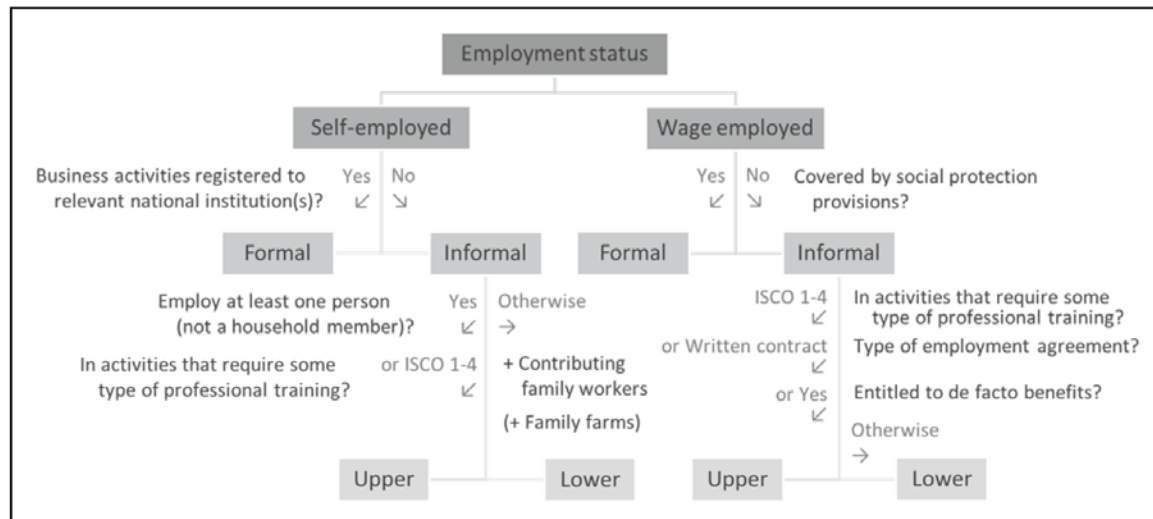 Employment status
Self-employed
Wage employed
Business activities registered to
relevant national institution(s)?
Yes
No
Yes
No
Covered by social protection
provisions?
Formal
Informal
Formal
Informal
Employ at least one person
(not a household member)?
Yes
Otherwise
ISCO 1-4
In activities that require some
type of professional training?
In activities that require some
type of professional training?
or ISCO 1-4
+ Contributing
family workers
(+ Family farms)
or Written contract
Type of employment agreement?
or Yes
Entitled to de facto benefits?
Otherwise
Upper
Lower
Upper
Lower